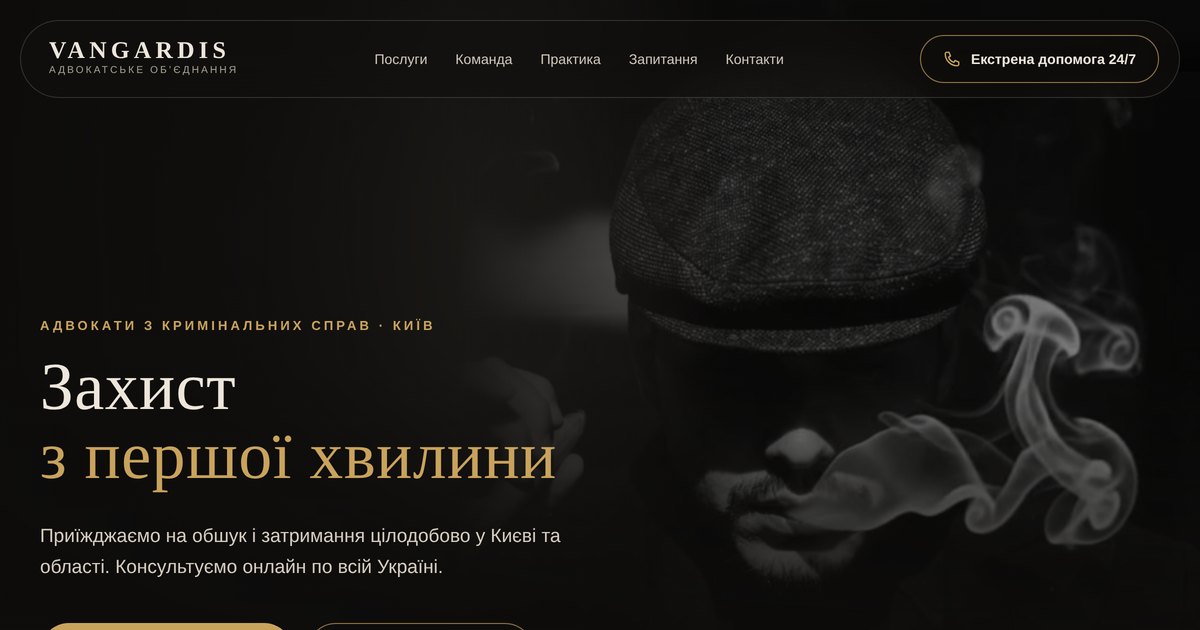 VANGARDIS
АДВОКАТСЬКЕ ОБ'ЄДНАННЯ
Послуги
Команда
Практика
Запитання
Контакти
Екстрена допомога 24/7
АДВОКАТИ З КРИМІНАЛЬНИХ СПРАВ · КИЇВ
Захист
з першої хвилини
Приїжджаємо на обшук і затримання цілодобово у Києві та
області. Консультуємо онлайн по всій Україні.